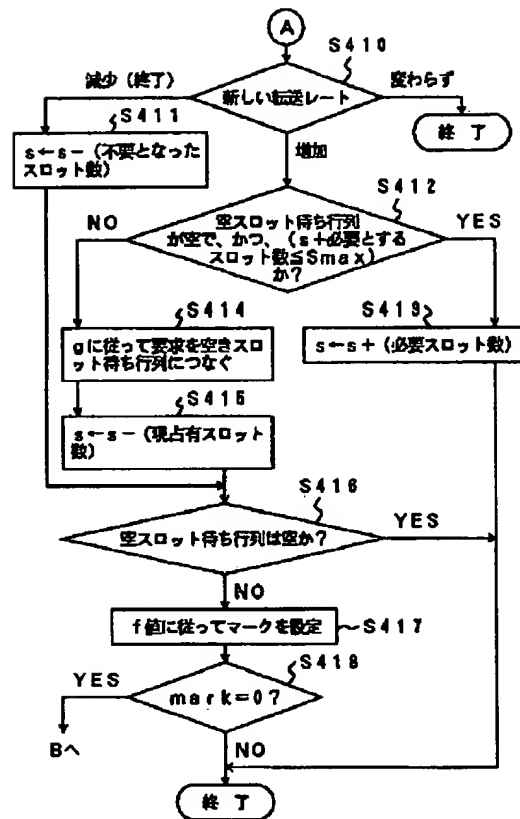 A
S410
減少（終了）
変わらず
新しい転送レート
S411
終了
s←s－（不要となった
スロット数）
増加
S412
NO
YES
空スロット待ち行列
が空で、かつ、（s＋必要とする
スロット数≦Smax）
か？
S414
S413
gに従って要求を空きスロ
ット待ち行列につなぐ
s←s＋（必要スロット数）
S415
s←s－（現占有スロット
数）
S416
YES
空スロット待ち行列は空か？
NO
f値に従ってマークを設定
S417
S418
YES
mark＝0？
Bへ
NO
終了